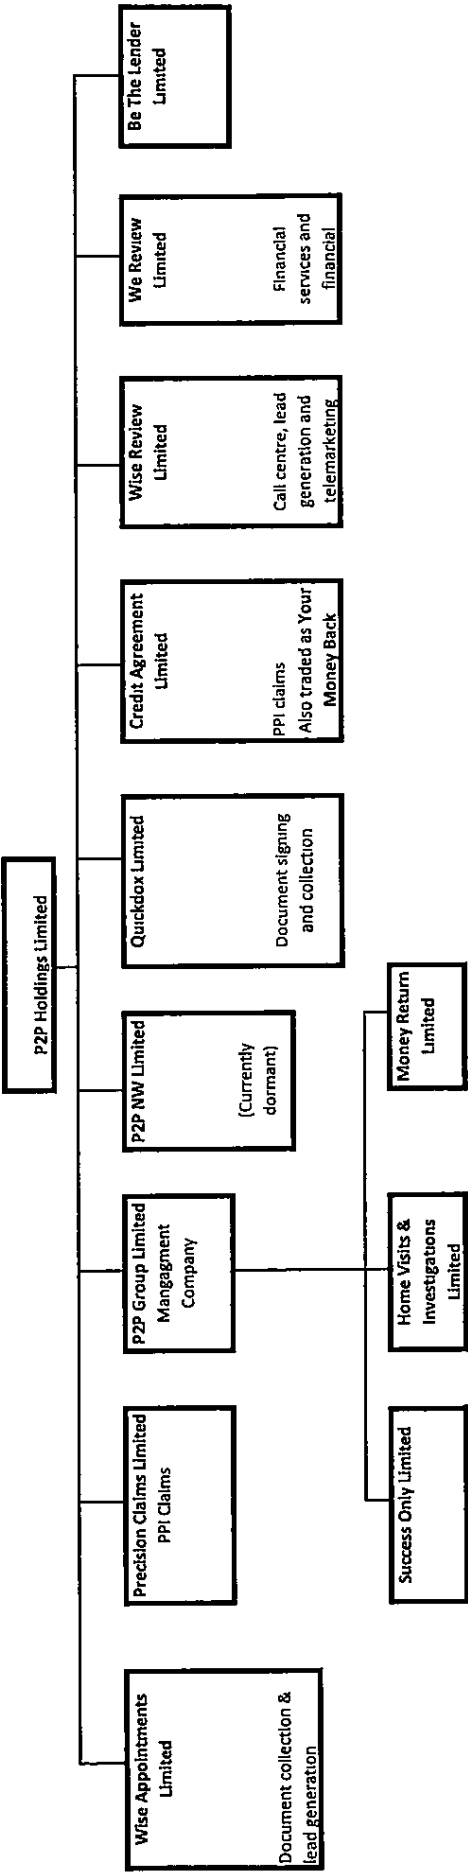 P2P Holdings Limited
Wise Appointments
Limited
Document collection &
lead generation
Precision Claims Limited
PPI Claims
P2P Group Limited
Mangagment
Company
P2P NW Limited
(Currently
dormant)
Quickdox Limited
Document signing
and collection
Credit Agreement
Limited
PPI claims
Also traded as Your
Money Back
Wise Review
Limited
Call centre, lead
generation and
telemarketing
We Review
Limited
Financial
services and
financial
Be The Lender
Limited
Success Only Limited
Home Visits &
Investigations
Limited
Money Return
Limited